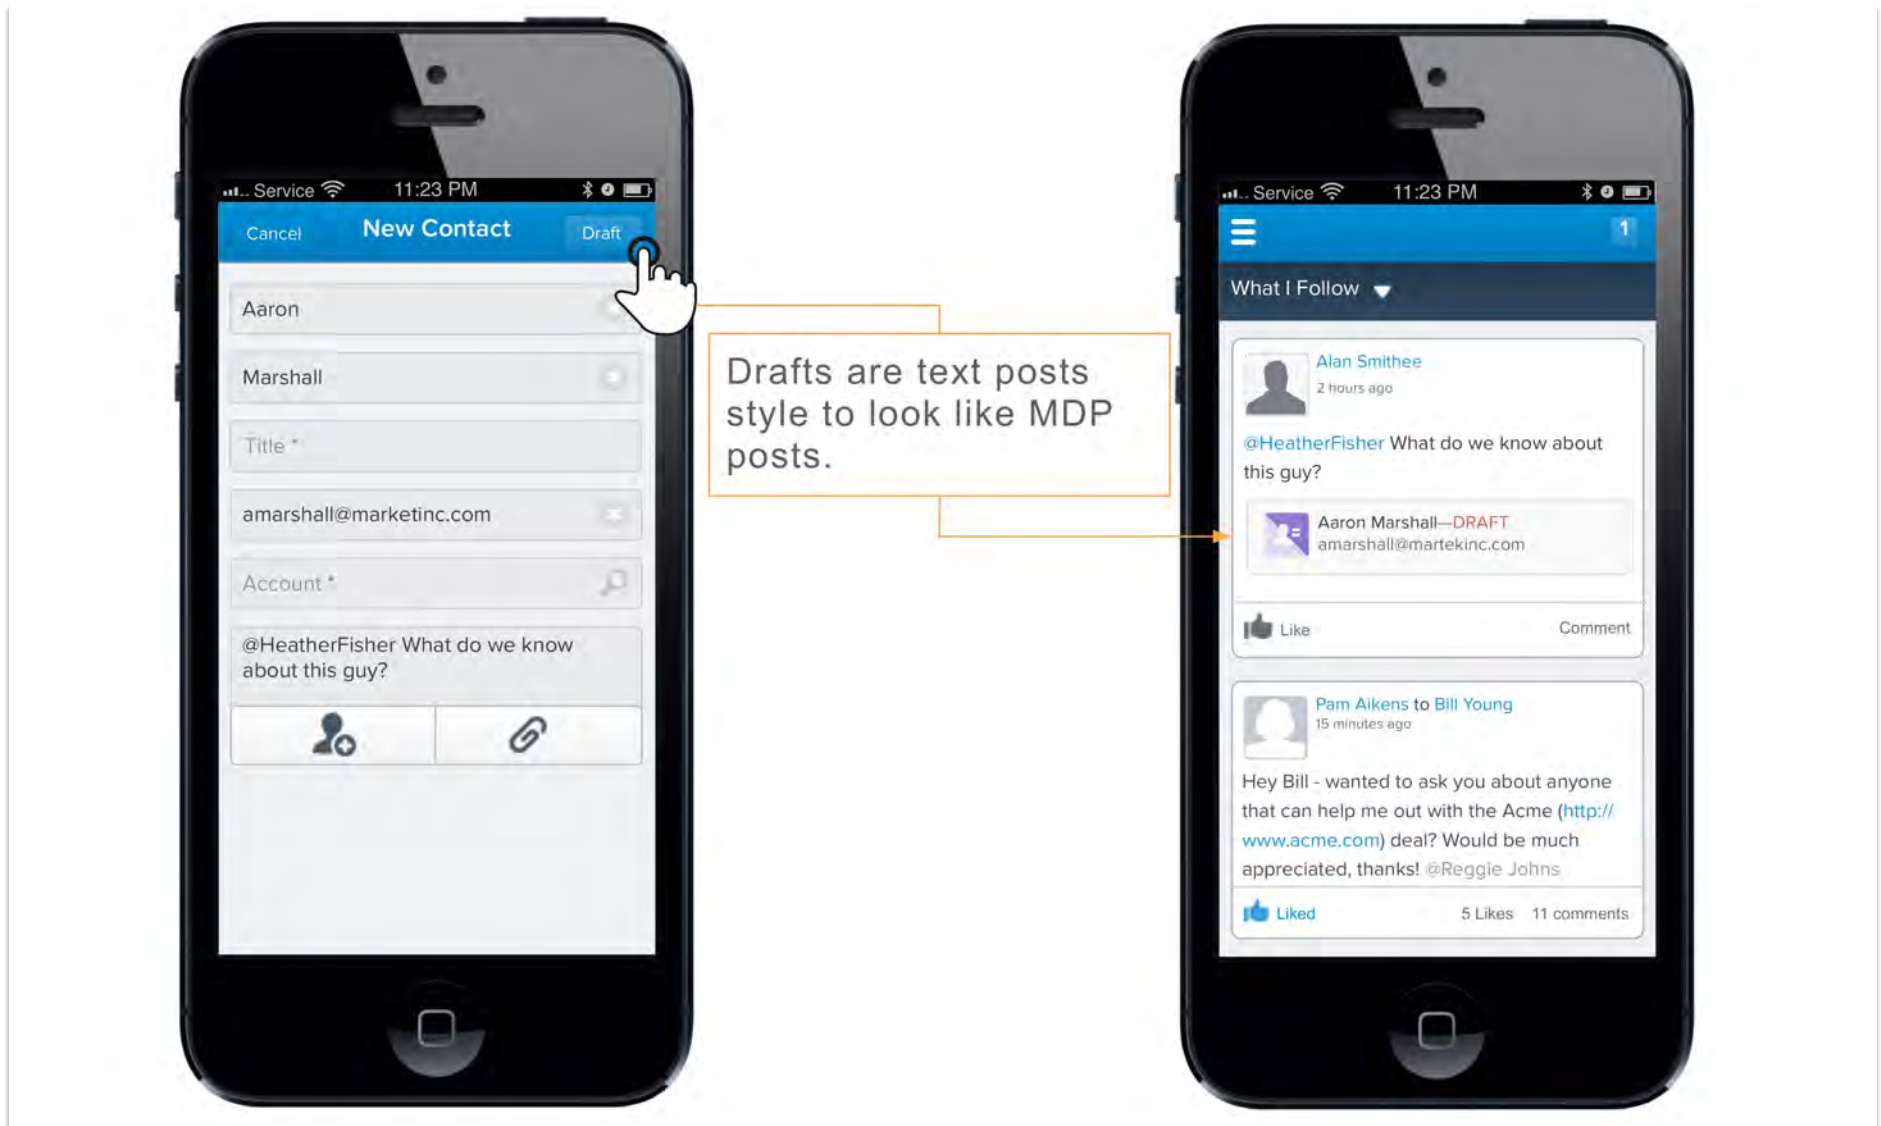 Service 11:23 PM
Cancel New Contact Draft
Aaron
Marshall
Title *
amarshall@marketinc.com
Account *
@HeatherFisher What do we know
about this guy?
Drafts are text posts
style to look like MDP
posts.
Service 11:23 PM
1
What I Follow
Alan Smithee
2 hours ago
@HeatherFisher What do we know about
this guy?
Aaron Marshall—DRAFT
amarshall@martekinc.com
Like Comment
Pam Aikens to Bill Young
15 minutes ago
Hey Bill - wanted to ask you about anyone
that can help me out with the Acme (http://
www.acme.com) deal? Would be much
appreciated, thanks! @Reggie Johns
Liked 5 Likes 11 comments